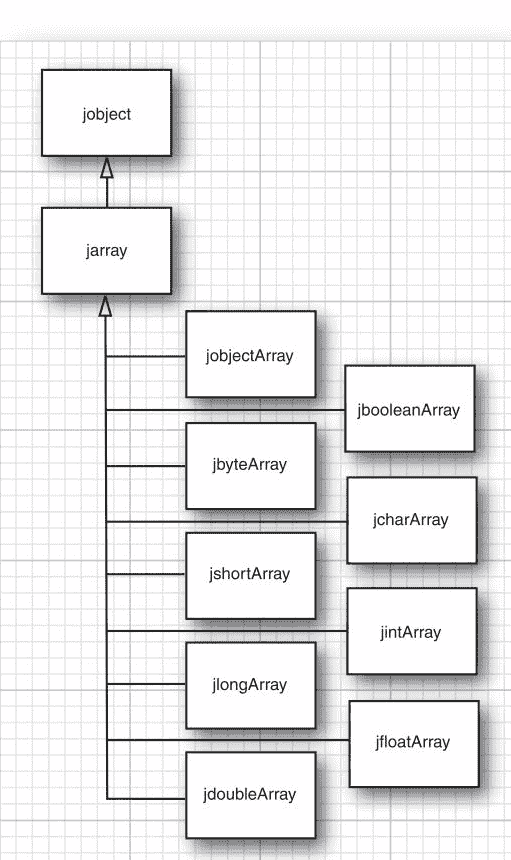 jobject
jarray
jobjectArray
jbooleanArray
jbyteArray
jcharArray
jshortArray
jintArray
jlongArray
jfloatArray
jdoubleArray